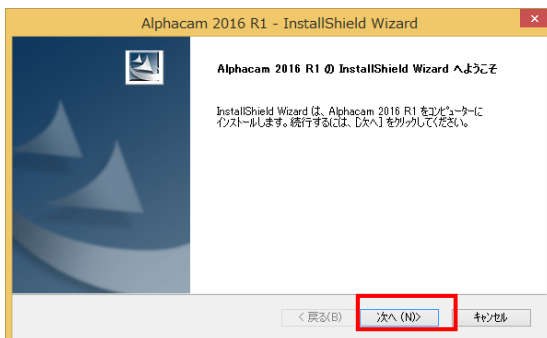 Alphacam 2016 R1 - InstallShield Wizard
Alphacam 2016 R1 の InstallShield Wizard へようこそ
InstallShield Wizard は、Alphacam 2016 R1 をコンピューターに
インストールします。続行するには、[次へ] をクリックしてください。
< 戻る(B)
次へ (N)>
キャンセル